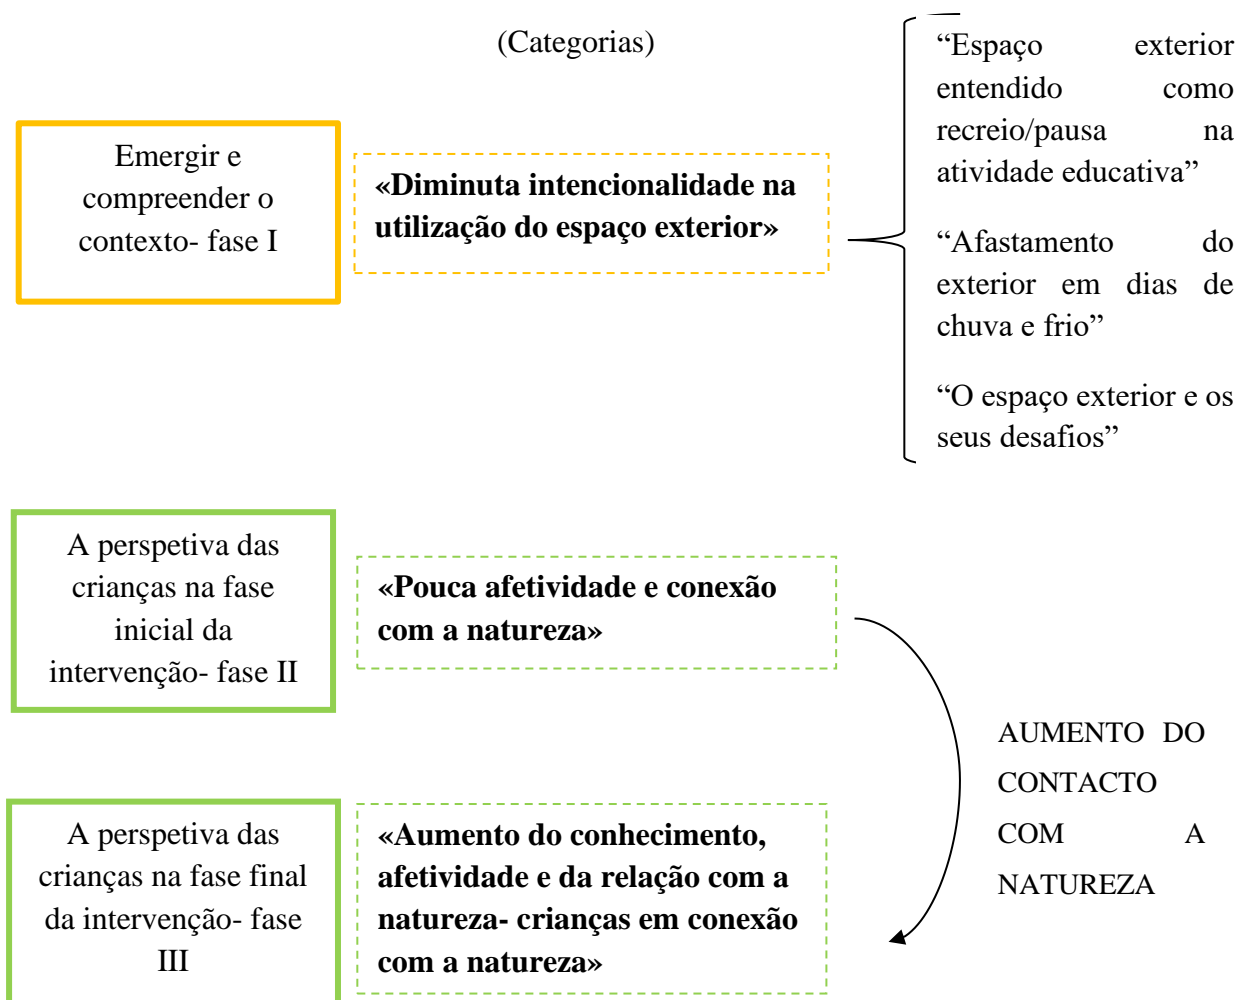 (Categorias)
Emergir e
compreender o
contexto- fase I
«Diminuta intencionalidade na
utilização do espaço exterior»
“Espaço exterior
entendido como
recreio/pausa na
atividade educativa”
“Afastamento do
exterior em dias de
chuva e frio”
“O espaço exterior e os
seus desafios”
A perspetiva das
crianças na fase
inicial da
intervenção- fase II
«Pouca afetividade e conexão
com a natureza»
AUMENTO DO
CONTACTO
COM A
NATUREZA
A perspetiva das
crianças na fase final
da intervenção- fase
III
«Aumento do conhecimento,
afetividade e da relação com a
natureza- crianças em conexão
com a natureza»